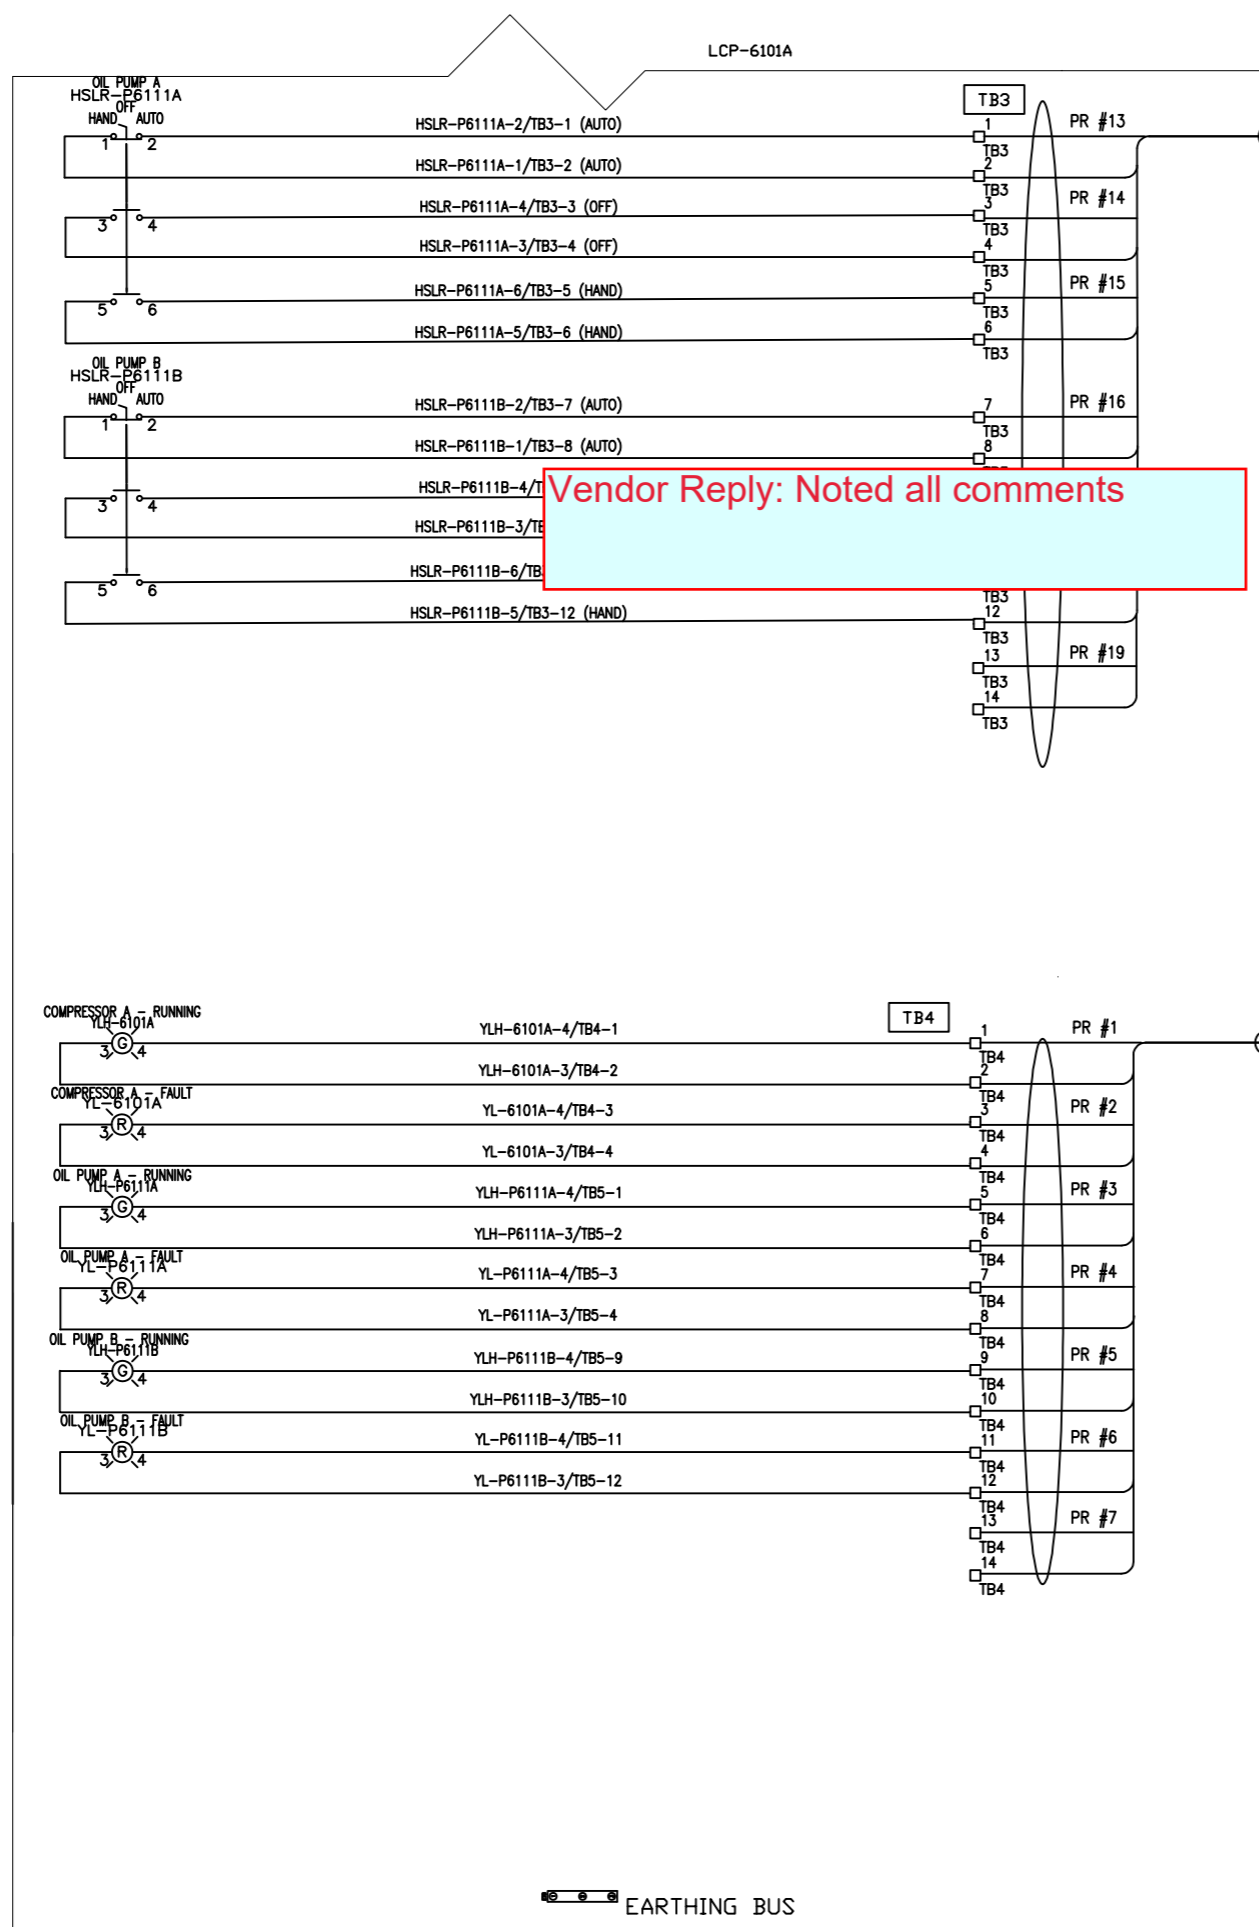 LCP-6101A
OIL PUMP A
HSLR-P6111A
OFF
HAND AUTO
TB3
1 2
HSLR-P6111A-2/TB3-1 (AUTO)
1
TB3
PR #13
HSLR-P6111A-1/TB3-2 (AUTO)
2
TB3
3 4
HSLR-P6111A-4/TB3-3 (OFF)
3
TB3
PR #14
HSLR-P6111A-3/TB3-4 (OFF)
4
TB3
5 6
HSLR-P6111A-6/TB3-5 (HAND)
5
TB3
PR #15
HSLR-P6111A-5/TB3-6 (HAND)
6
TB3
OIL PUMP B
HSLR-P6111B
OFF
HAND AUTO
1 2
HSLR-P6111B-2/TB3-7 (AUTO)
7
TB3
PR #16
HSLR-P6111B-1/TB3-8 (AUTO)
8
3 4
HSLR-P6111B-4/T
Vendor Reply: Noted all comments
HSLR-P6111B-3/TB
5 6
HSLR-P6111B-6/TB
TB3
HSLR-P6111B-5/TB3-12 (HAND)
12
TB3
13
TB3
PR #19
14
TB3
COMPRESSOR A - RUNNING
YLH-6101A
TB4
3 G 4
YLH-6101A-4/TB4-1
1
TB4
PR #1
YLH-6101A-3/TB4-2
2
TB4
COMPRESSOR A - FAULT
YL-6101A
3 R 4
YL-6101A-4/TB4-3
3
TB4
PR #2
YL-6101A-3/TB4-4
4
TB4
OIL PUMP A - RUNNING
YLH-P6111A
3 G 4
YLH-P6111A-4/TB5-1
5
TB4
PR #3
YLH-P6111A-3/TB5-2
6
TB4
OIL PUMP A - FAULT
YL-P6111A
3 R 4
YL-P6111A-4/TB5-3
7
TB4
PR #4
YL-P6111A-3/TB5-4
8
TB4
OIL PUMP B - RUNNING
YLH-P6111B
3 G 4
YLH-P6111B-4/TB5-9
9
TB4
PR #5
YLH-P6111B-3/TB5-10
10
TB4
OIL PUMP B - FAULT
YL-P6111B
3 R 4
YL-P6111B-4/TB5-11
11
TB4
PR #6
YL-P6111B-3/TB5-12
12
TB4
13
TB4
PR #7
14
TB4
EARTHING BUS